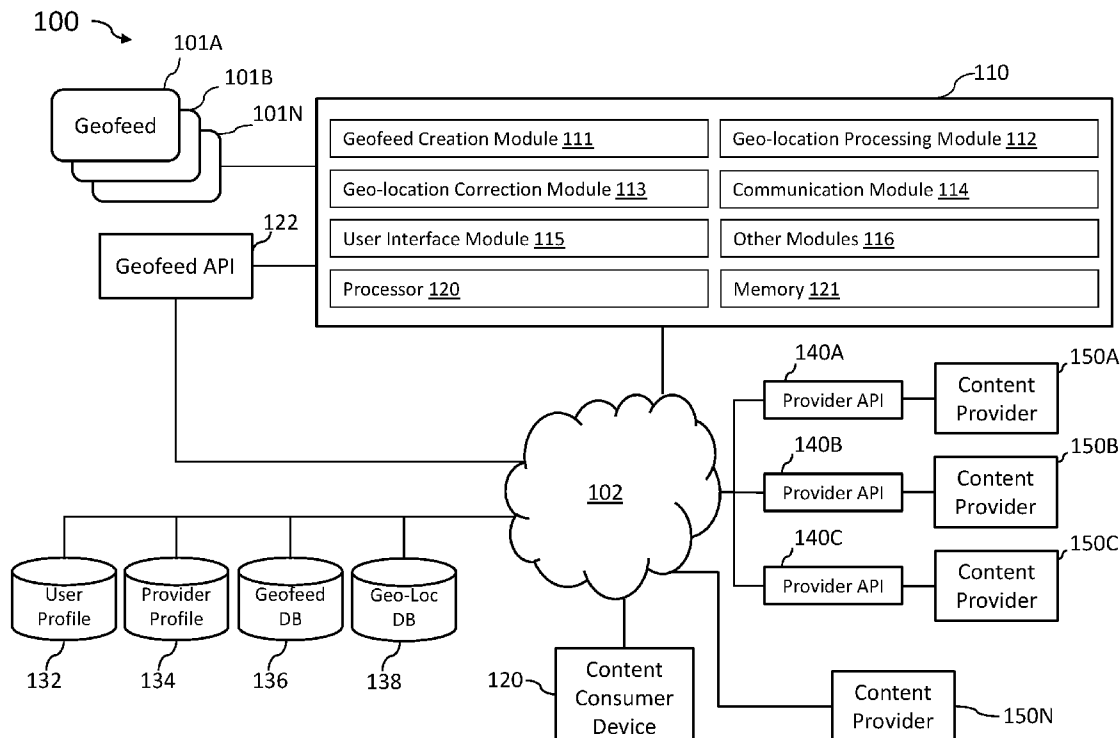 100
101A
101B
101N
Geofeed
110
Geofeed Creation Module 111
Geo-location Processing Module 112
Geo-location Correction Module 113
Communication Module 114
User Interface Module 115
Other Modules 116
Processor 120
Memory 121
122
Geofeed API
102
140A
Provider API
150A
Content
Provider
140B
Provider API
150B
Content
Provider
140C
Provider API
150C
Content
Provider
User
Profile
132
Provider
Profile
134
Geofeed
DB
136
Geo-Loc
DB
138
120
Content
Consumer
Device
Content
Provider
150N